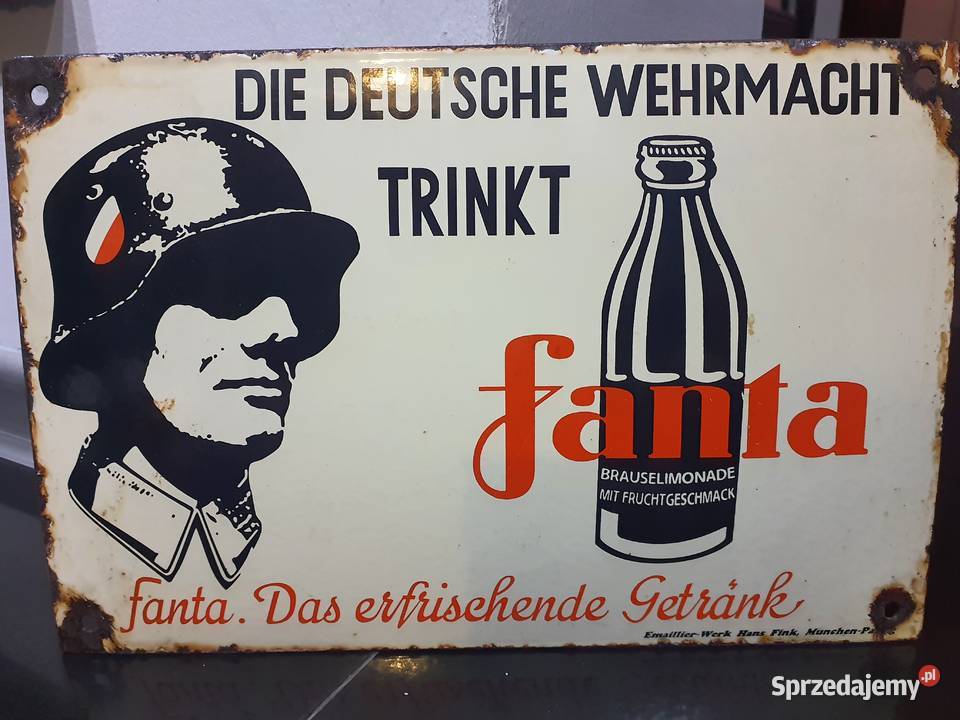 DIE DEUTSCHE WEHRMACHT
TRINKT
fanta
BRAUSELIMONADE
MIT FRUCHTGESCHMACK
fanta. Das erfrischende Getränk
Emaillier-Werk Hans Fink, München-
Sprzedajemy.pl